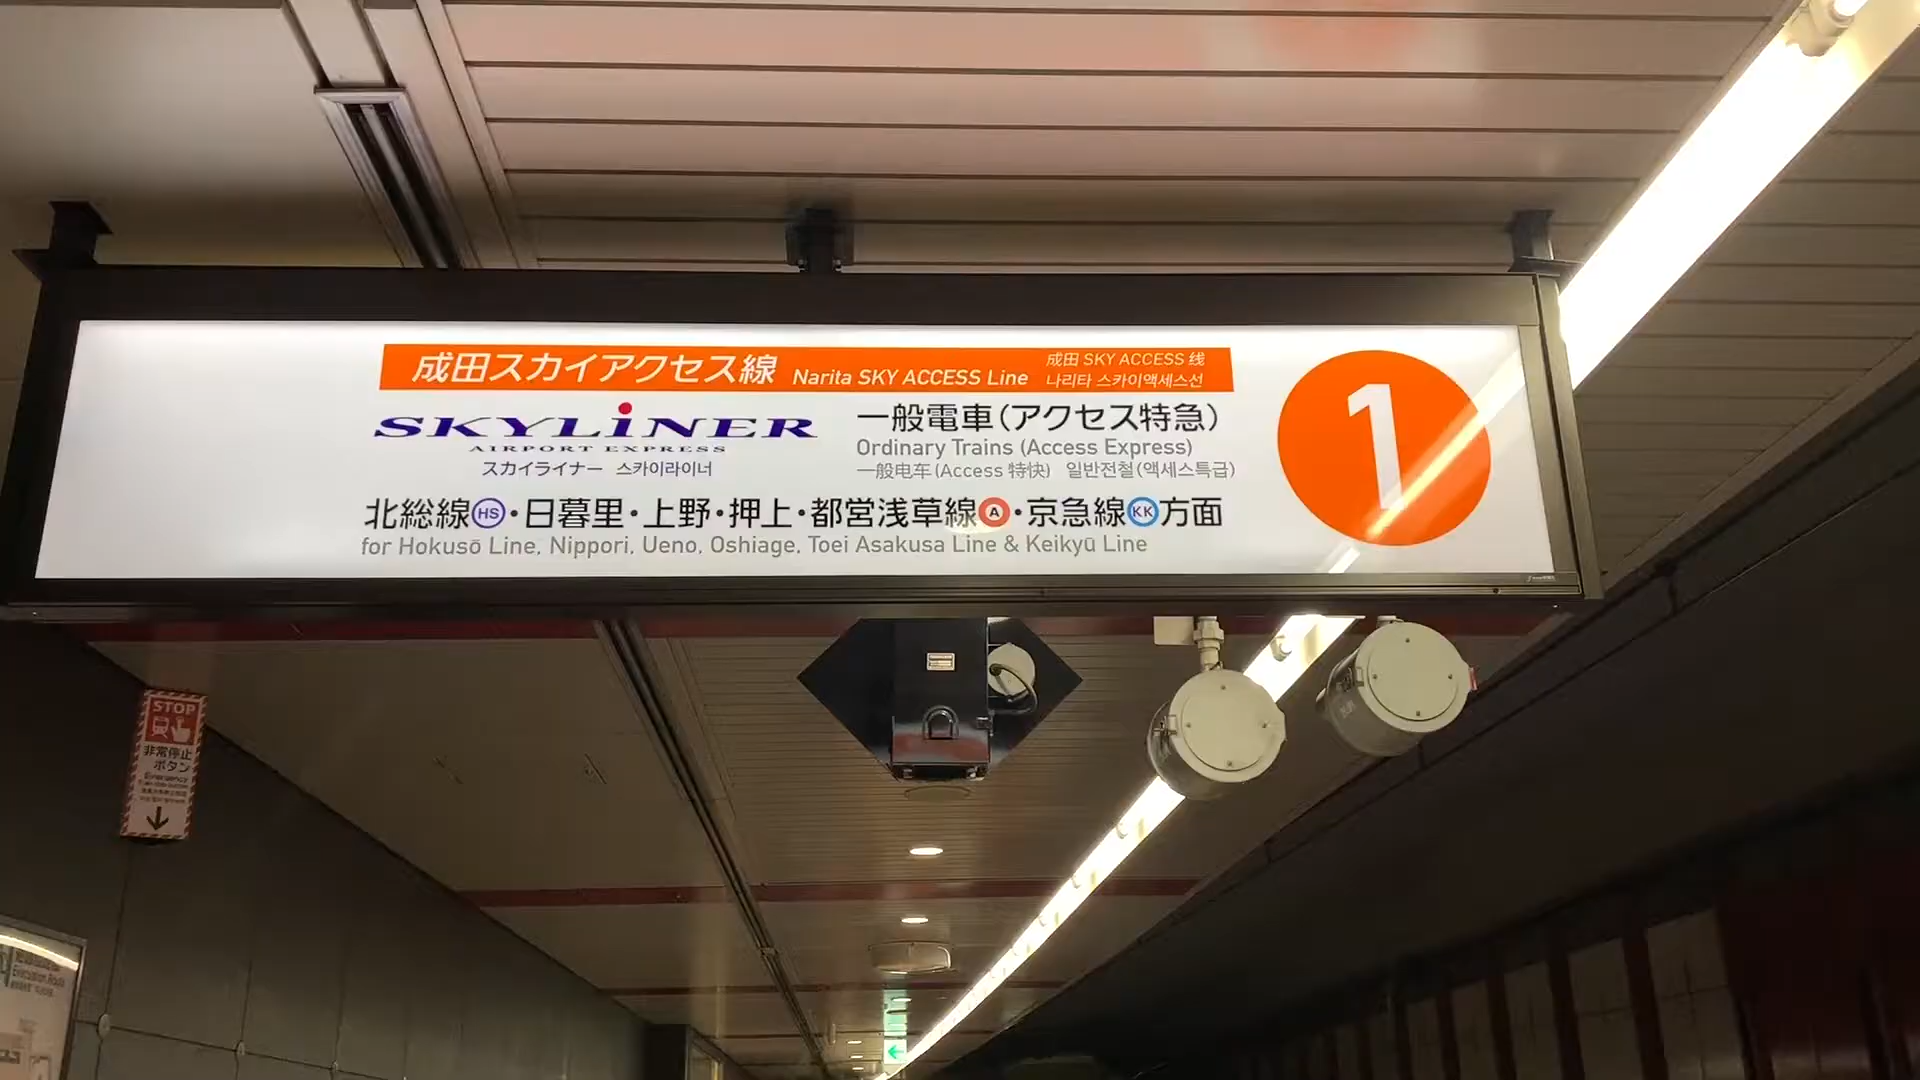 成田スカイアクセス線 Narita SKY ACCESS Line
成田 SKY ACCESS 线
나리타 스카이액세스선
SKYLiNER
AIRPORT EXPRESS
スカイライナー 스카이라이너
一般電車(アクセス特急)
Ordinary Trains (Access Express)
一般电车(Access 特快) 일반전철(액세스특급)
1
北総線HS・日暮里・上野・押上・都営浅草線A・京急線KK方面
for Hokusō Line, Nippori, Ueno, Oshiage, Toei Asakusa Line & Keikyū Line
STOP
非常停止
ボタン
Emergency
Evacuation Route